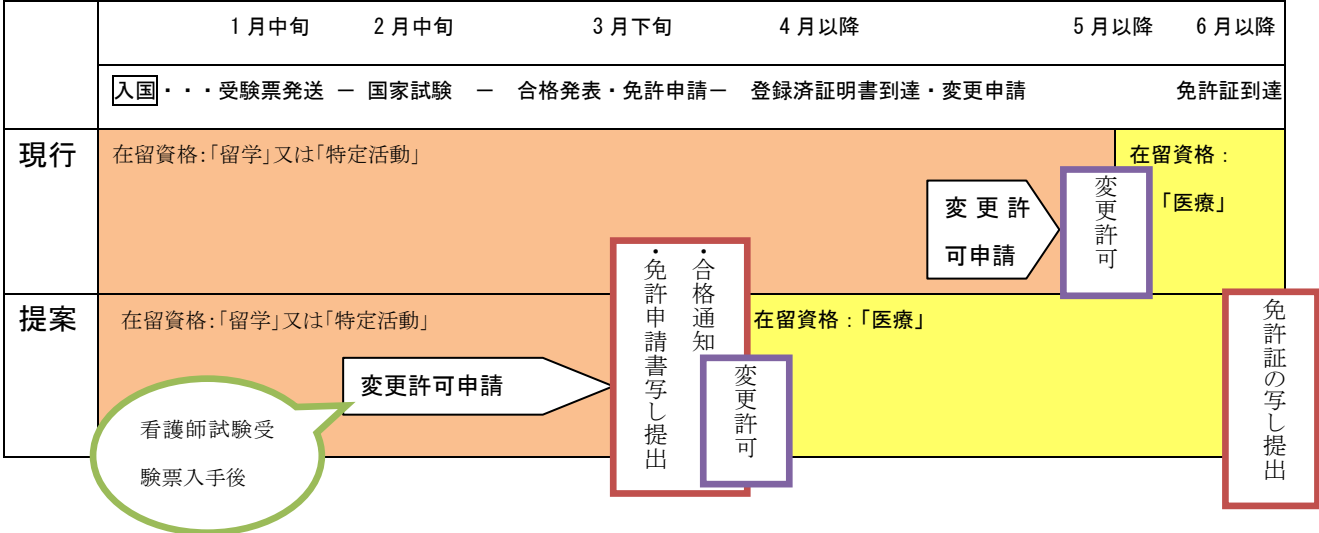 1月中旬 2月中旬 3月下旬 4月以降 5月以降 6月以降
入国・・・受験票発送 － 国家試験 － 合格発表・免許申請－ 登録済証明書到達・変更申請 免許証到達
現行
在留資格:「留学」又は「特定活動」
変更許
可申請
変更許可
在留資格：
「医療」
提案
在留資格:「留学」又は「特定活動」
看護師試験受
験票入手後
変更許可申請
・合格通知
・免許申請書写し提出
変更許可
在留資格：「医療」
免許証の写し提出